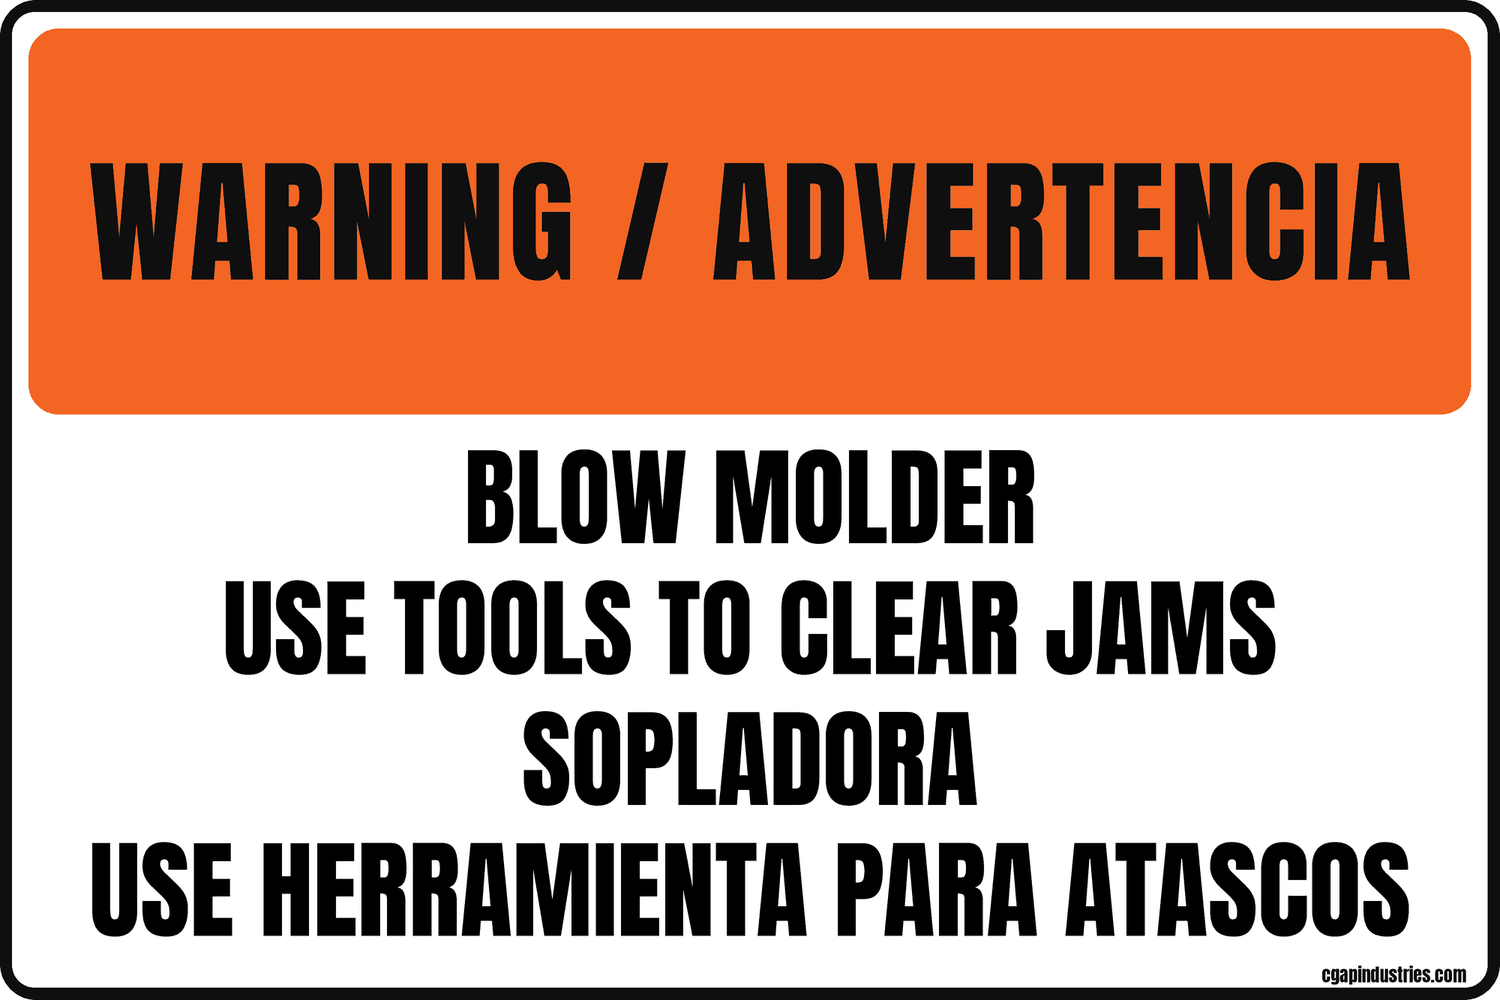 WARNING / ADVERTENCIA
BLOW MOLDER
USE TOOLS TO CLEAR JAMS
SOPLADORA
USE HERRAMIENTA PARA ATASCOS
cgapindustries.com